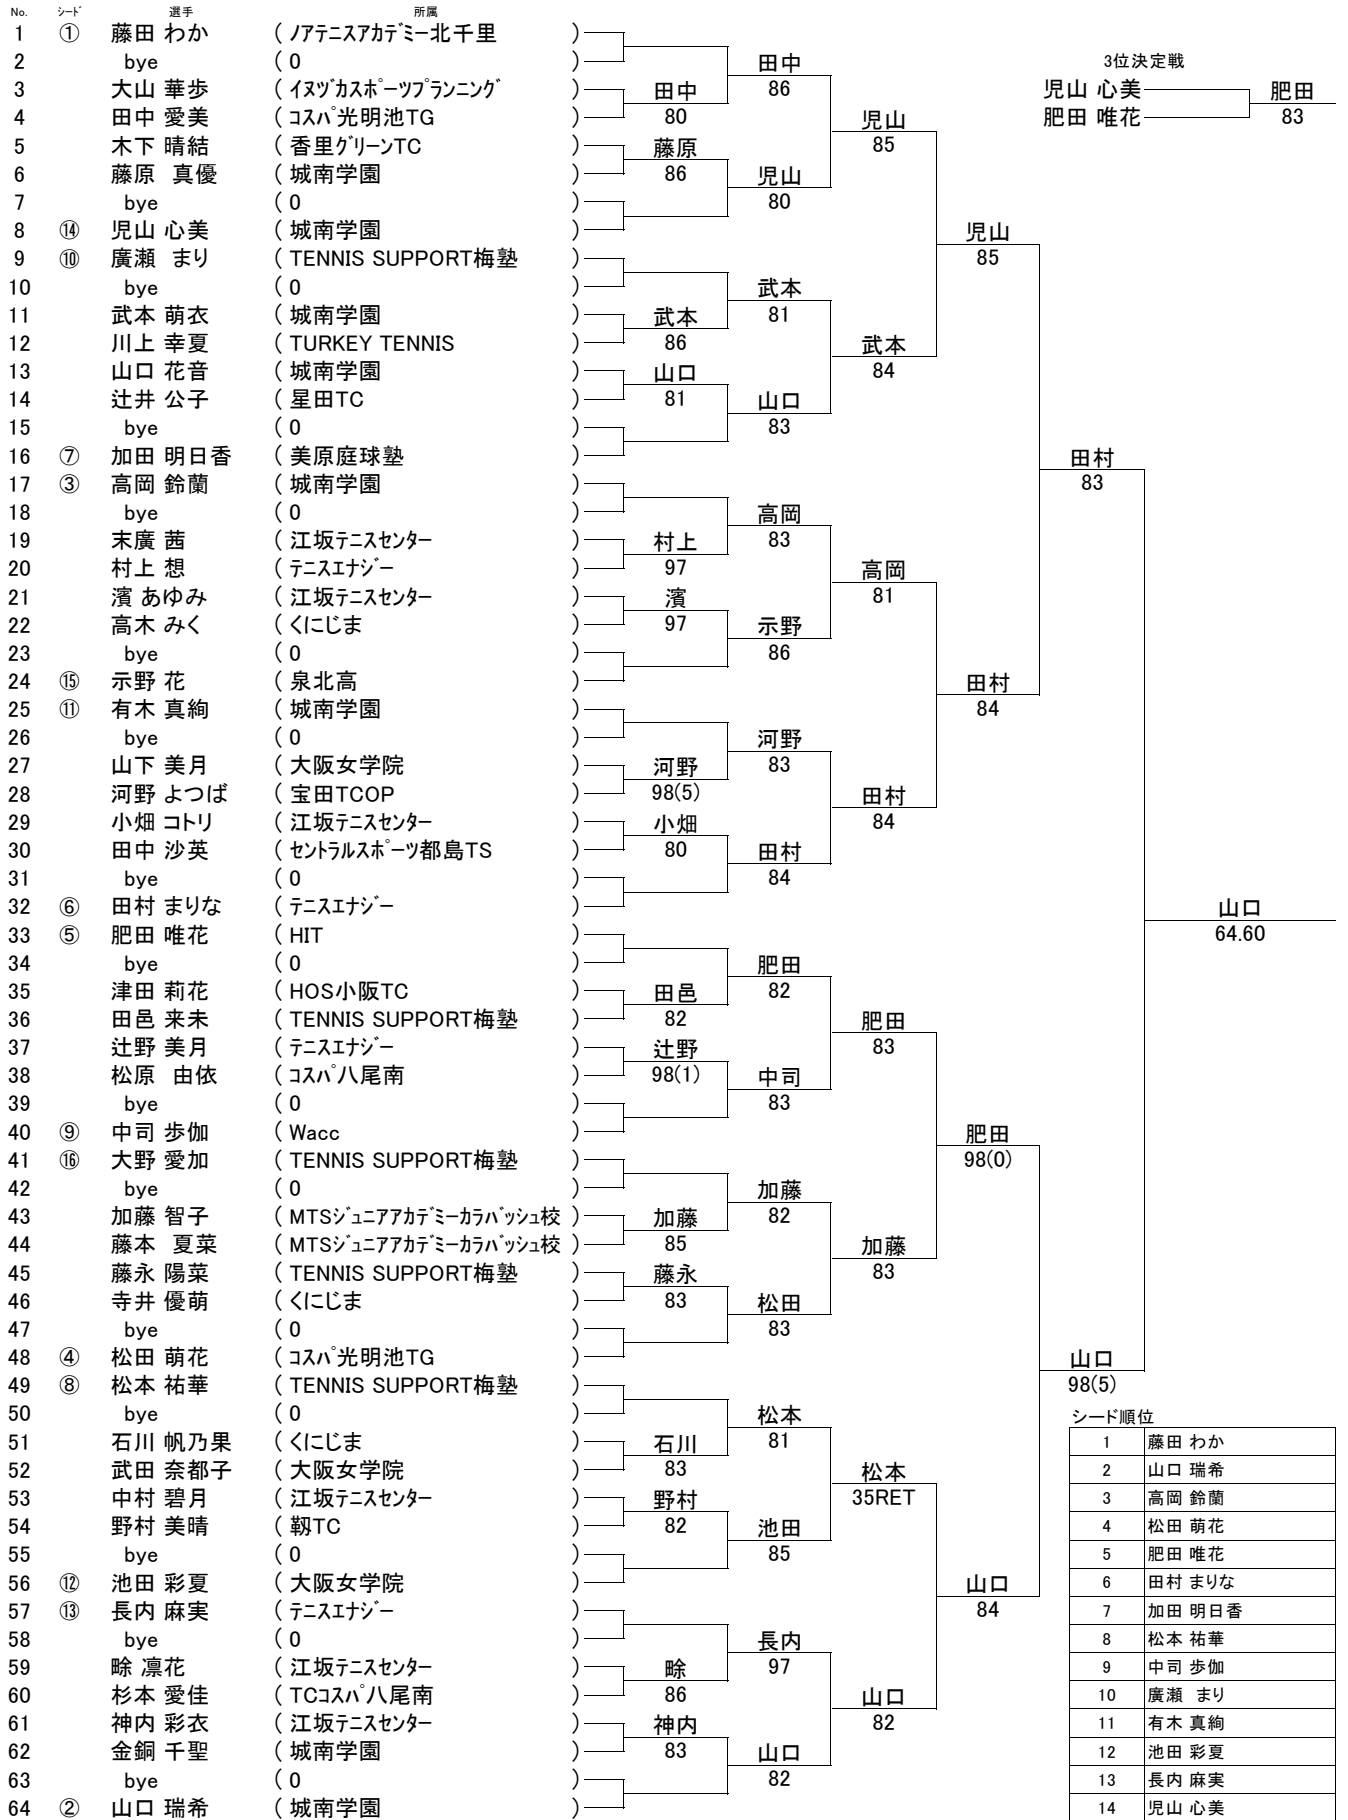 No. シード 選手 所属
1 ① 藤田 わか ( ノアテニスアカデミー北千里 )
2 bye ( 0 )
3 大山 華歩 ( イヌヅカスポーツプランニング )
4 田中 愛美 ( コスパ光明池TG )
5 木下 晴結 ( 香里グリーンTC )
6 藤原 真優 ( 城南学園 )
7 bye ( 0 )
8 ⑭ 児山 心美 ( 城南学園 )
9 ⑩ 廣瀬 まり ( TENNIS SUPPORT梅塾 )
10 bye ( 0 )
11 武本 萌衣 ( 城南学園 )
12 川上 幸夏 ( TURKEY TENNIS )
13 山口 花音 ( 城南学園 )
14 辻井 公子 ( 星田TC )
15 bye ( 0 )
16 ⑦ 加田 明日香 ( 美原庭球塾 )
17 ③ 高岡 鈴蘭 ( 城南学園 )
18 bye ( 0 )
19 末廣 茜 ( 江坂テニスセンター )
20 村上 想 ( テニスエナジー )
21 濱 あゆみ ( 江坂テニスセンター )
22 高木 みく ( くにじま )
23 bye ( 0 )
24 ⑮ 示野 花 ( 泉北高 )
25 ⑪ 有木 真絢 ( 城南学園 )
26 bye ( 0 )
27 山下 美月 ( 大阪女学院 )
28 河野 よつば ( 宝田TCOP )
29 小畑 コトリ ( 江坂テニスセンター )
30 田中 沙英 ( セントラルスポーツ都島TS )
31 bye ( 0 )
32 ⑥ 田村 まりな ( テニスエナジー )
33 ⑤ 肥田 唯花 ( HIT )
34 bye ( 0 )
35 津田 莉花 ( HOS小阪TC )
36 田邑 来未 ( TENNIS SUPPORT梅塾 )
37 辻野 美月 ( テニスエナジー )
38 松原 由依 ( コスパ八尾南 )
39 bye ( 0 )
40 ⑨ 中司 歩伽 ( Wacc )
41 ⑯ 大野 愛加 ( TENNIS SUPPORT梅塾 )
42 bye ( 0 )
43 加藤 智子 ( MTSジュニアアカデミーカラバッシュ校 )
44 藤本 夏菜 ( MTSジュニアアカデミーカラバッシュ校 )
45 藤永 陽菜 ( TENNIS SUPPORT梅塾 )
46 寺井 優萌 ( くにじま )
47 bye ( 0 )
48 ④ 松田 萌花 ( コスパ光明池TG )
49 ⑧ 松本 祐華 ( TENNIS SUPPORT梅塾 )
50 bye ( 0 )
51 石川 帆乃果 ( くにじま )
52 武田 奈都子 ( 大阪女学院 )
53 中村 碧月 ( 江坂テニスセンター )
54 野村 美晴 ( 靱TC )
55 bye ( 0 )
56 ⑫ 池田 彩夏 ( 大阪女学院 )
57 ⑬ 長内 麻実 ( テニスエナジー )
58 bye ( 0 )
59 畭 凛花 ( 江坂テニスセンター )
60 杉本 愛佳 ( TCコスパ八尾南 )
61 神内 彩衣 ( 江坂テニスセンター )
62 金銅 千聖 ( 城南学園 )
63 bye ( 0 )
64 ② 山口 瑞希 ( 城南学園 )
田中
80
藤原
86
武本
86
山口
81
村上
97
濱
97
河野
98(5)
小畑
80
田邑
82
辻野
98(1)
加藤
85
藤永
83
石川
83
野村
82
畭
86
神内
83
田中
86
児山
80
武本
81
山口
83
高岡
83
示野
86
河野
83
田村
84
肥田
82
中司
83
加藤
82
松田
83
松本
81
池田
85
長内
97
山口
82
児山
85
武本
84
高岡
81
田村
84
肥田
83
加藤
83
松本
35RET
山口
82
児山
85
田村
84
肥田
98(0)
山口
84
田村
83
山口
98(5)
山口
64.60
3位決定戦
児山 心美
肥田 唯花
肥田
83
シード順位
1 藤田 わか
2 山口 瑞希
3 高岡 鈴蘭
4 松田 萌花
5 肥田 唯花
6 田村 まりな
7 加田 明日香
8 松本 祐華
9 中司 歩伽
10 廣瀬 まり
11 有木 真絢
12 池田 彩夏
13 長内 麻実
14 児山 心美